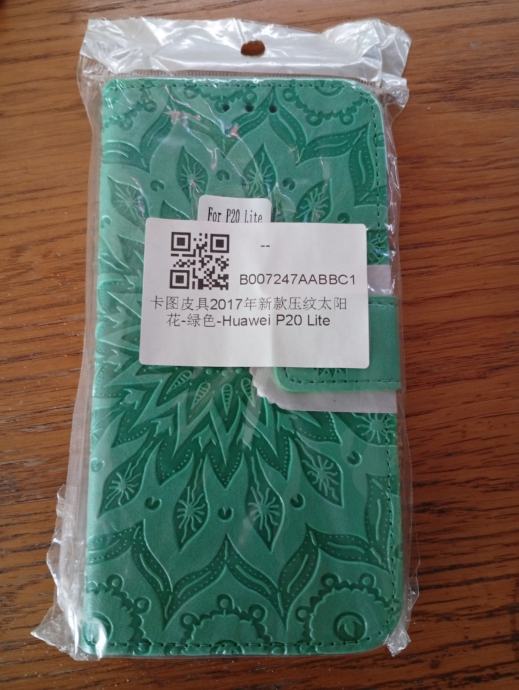 For P20 Lite
--
B007247AABBC1
卡图皮具2017年新款压纹太阳
花-绿色-Huawei P20 Lite